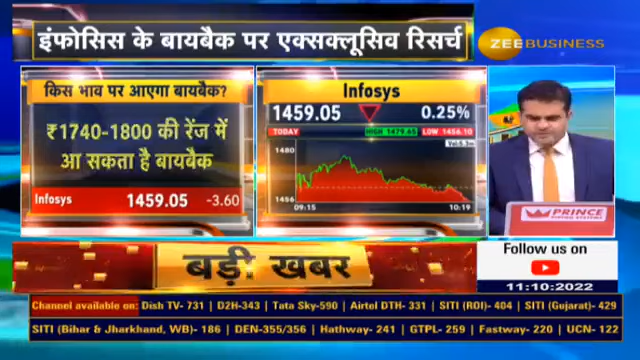 इंफोसिस के बायबैक पर एक्सक्लूसिव रिसर्च
ZEE BUSINESS
किस भाव पर आएगा बायबैक?
₹1740-1800 की रेंज में
आ सकता है बायबैक
Infosys 1459.05 -3.60
Infosys
1459.05 0.25%
TODAY HIGH 1479.65 LOW 1456.10
1480
1456
09:15 10:19
PRINCE
बड़ी खबर
Follow us on
11:10:2022
Channel available on: Dish TV- 731 | D2H-343 | Tata Sky-590 | Airtel DTH- 331 | SITI (ROI)- 404 | SITI (Gujarat)- 429
SITI (Bihar & Jharkhand, WB)- 186 | DEN-355/356 | Hathway- 241 | GTPL- 259 | Fastway- 220 | UCN- 122